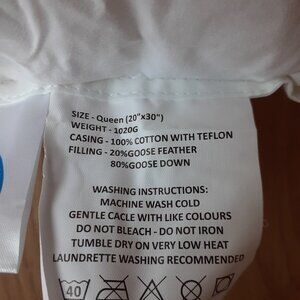 SIZE - Queen (20"x30")
WEIGHT - 1020G
CASING - 100% COTTON WITH TEFLON
FILLING - 20%GOOSE FEATHER
80%GOOSE DOWN
WASHING INSTRUCTIONS:
MACHINE WASH COLD
GENTLE CACLE WITH LIKE COLOURS
DO NOT BLEACH - DO NOT IRON
TUMBLE DRY ON VERY LOW HEAT
LAUNDRETTE WASHING RECOMMENDED
40